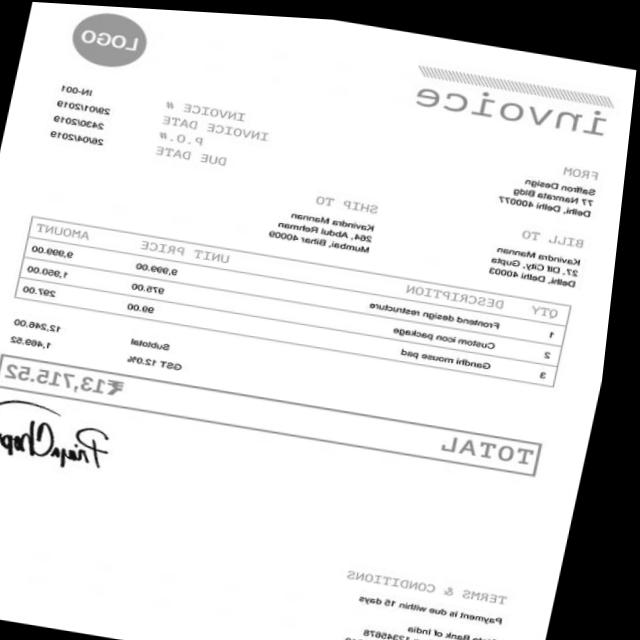 LOGO
invoice
FROM
Saffron Design
77 Namrata Bldg
Delhi, Delhi 400077
INVOICE # IN-001
INVOICE DATE 29/01/2019
P.O.# 2430/2019
DUE DATE 26/04/2019
BILL TO
Kavindra Mannan
27, Dlf City, Gupta
Delhi, Delhi 40003
SHIP TO
Kavindra Mannan
264, Abdul Rehman
Mumbai, Bihar 40009
QTY DESCRIPTION UNIT PRICE AMOUNT
1 Frontend design restructure 9,999.00 9,999.00
2 Custom icon package 975.00 1,950.00
3 Gandhi mouse pad 99.00 297.00
Subtotal 12,246.00
GST 12.0% 1,469.52
TOTAL ₹13,715.52
TERMS & CONDITIONS
Payment is due within 15 days
of India
12345678